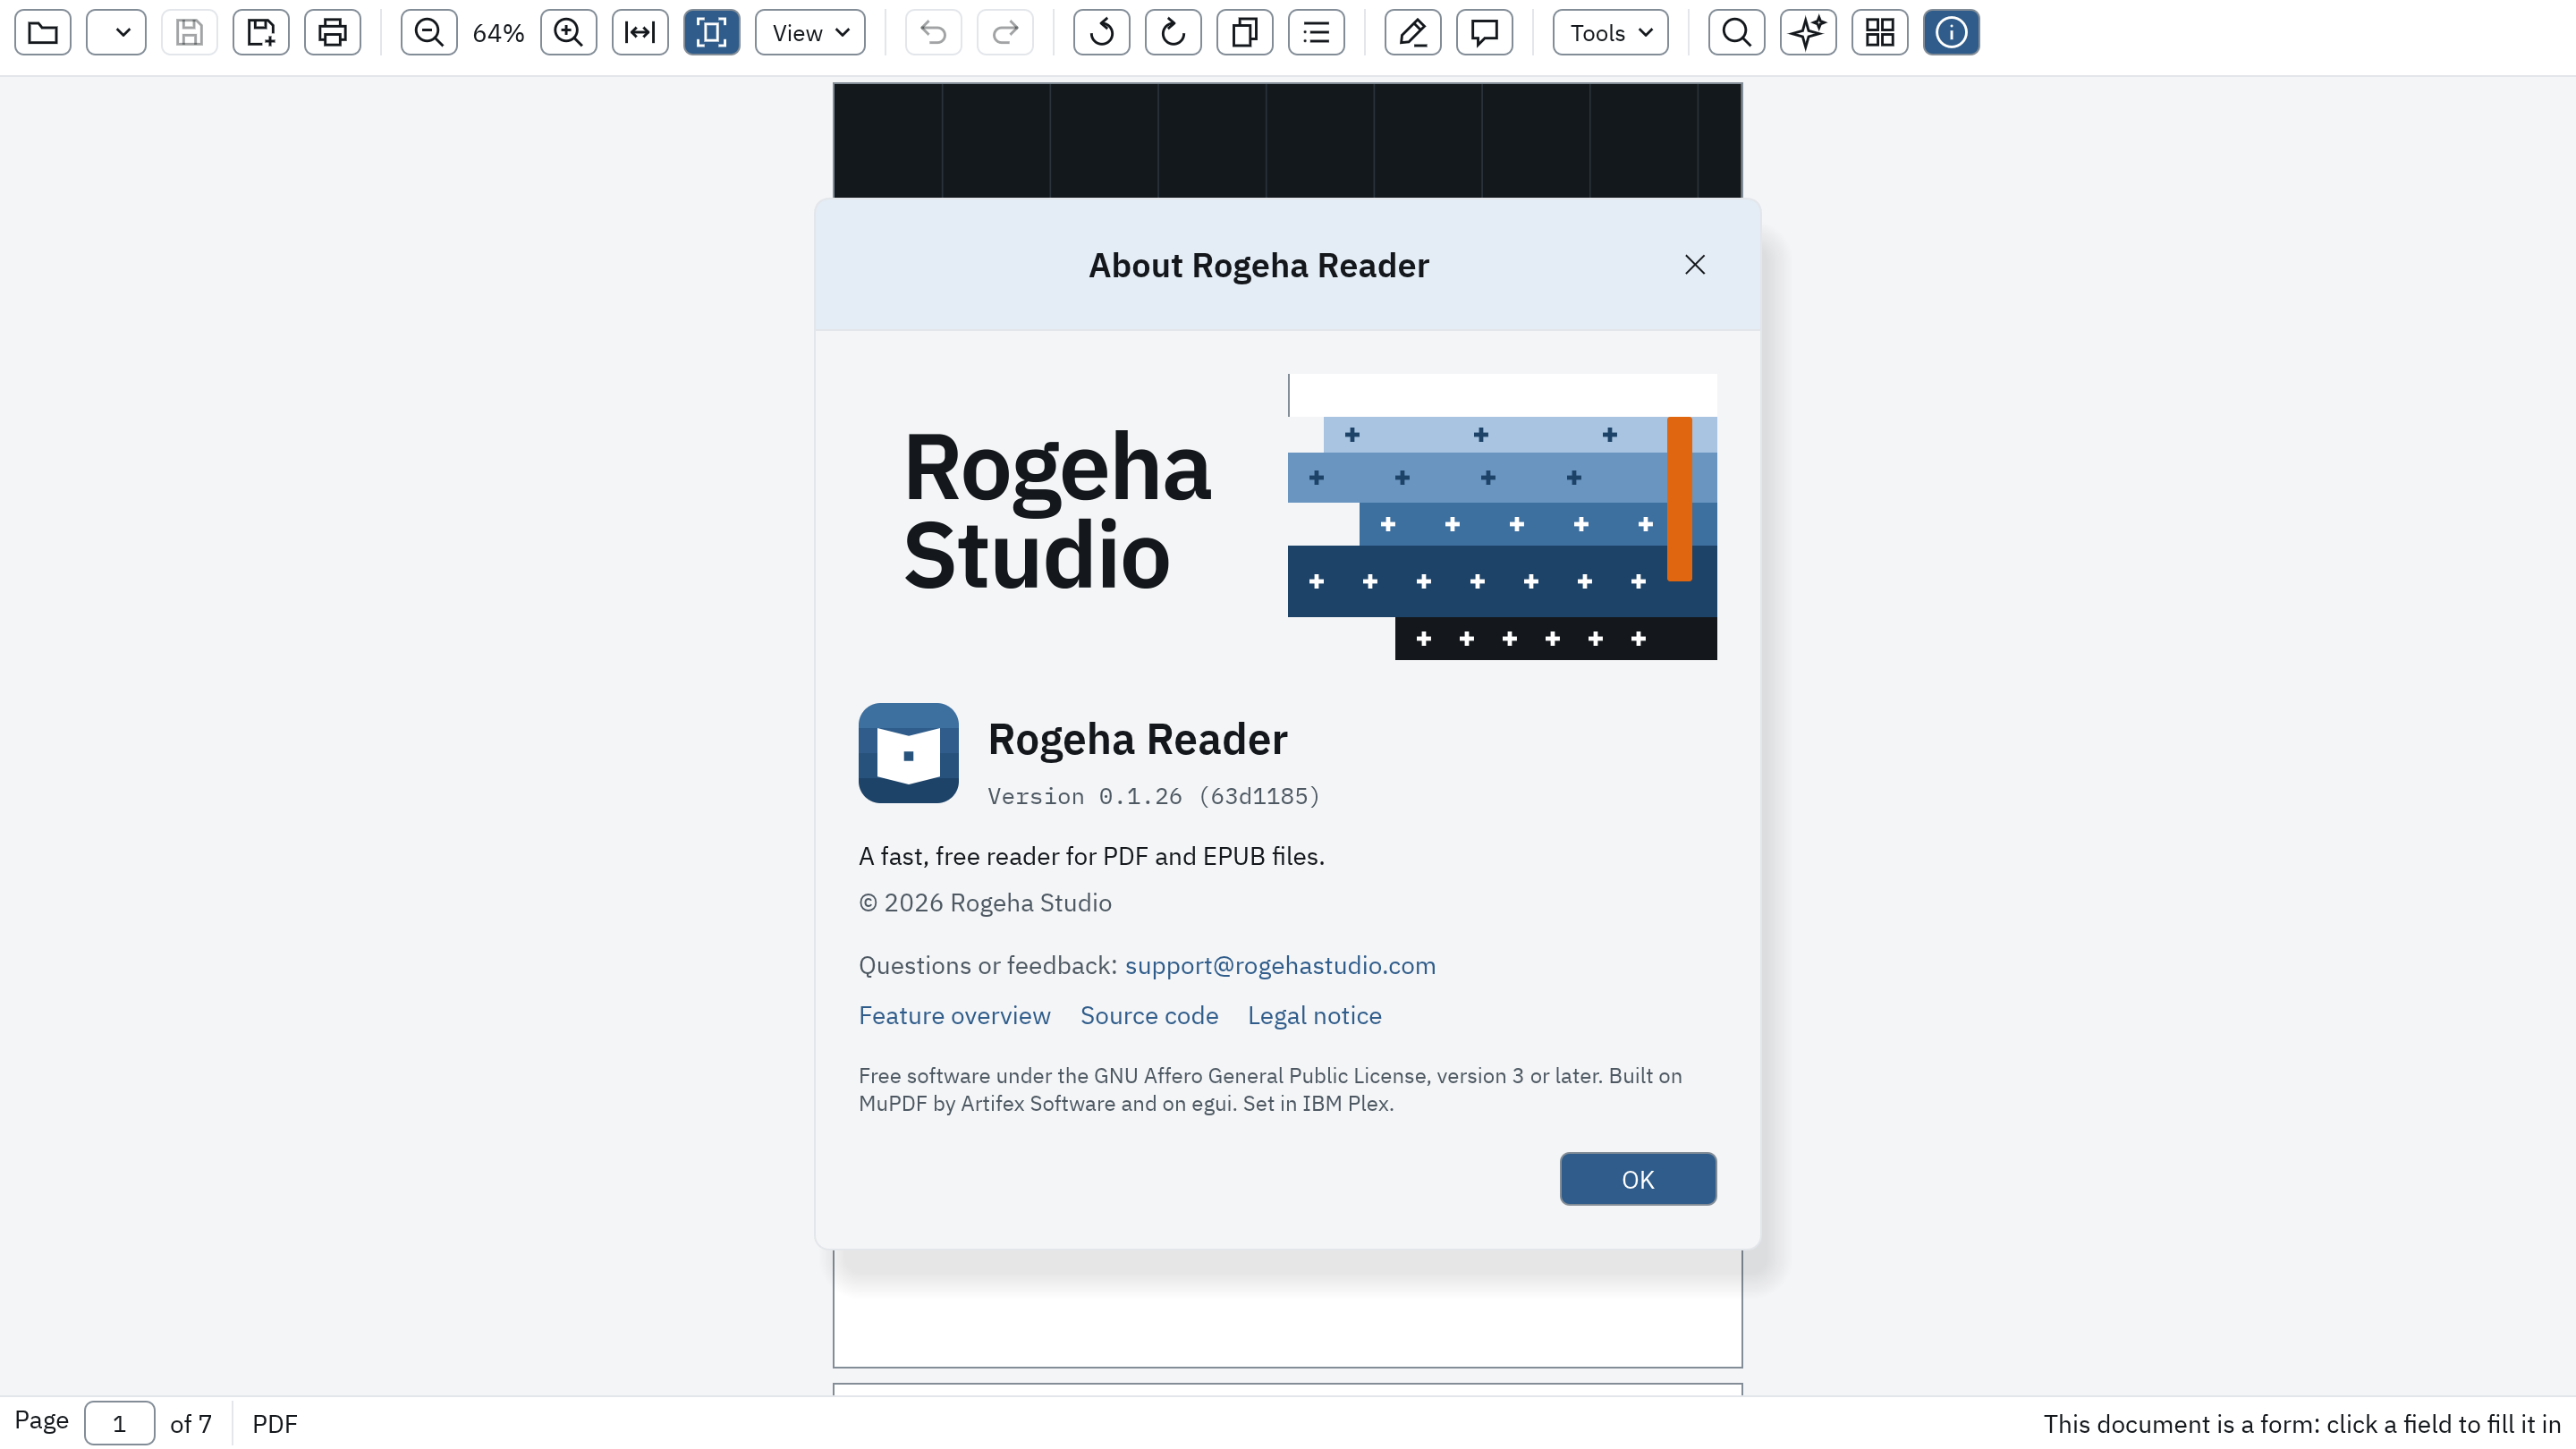 64%
View
Tools
About Rogeha Reader
Rogeha
Studio
Rogeha Reader
Version 0.1.26 (63d1185)
A fast, free reader for PDF and EPUB files.
© 2026 Rogeha Studio
Questions or feedback: support@rogehastudio.com
Feature overview Source code Legal notice
Free software under the GNU Affero General Public License, version 3 or later. Built on
MuPDF by Artifex Software and on egui. Set in IBM Plex.
OK
Page 1 of 7 PDF
This document is a form: click a field to fill it in